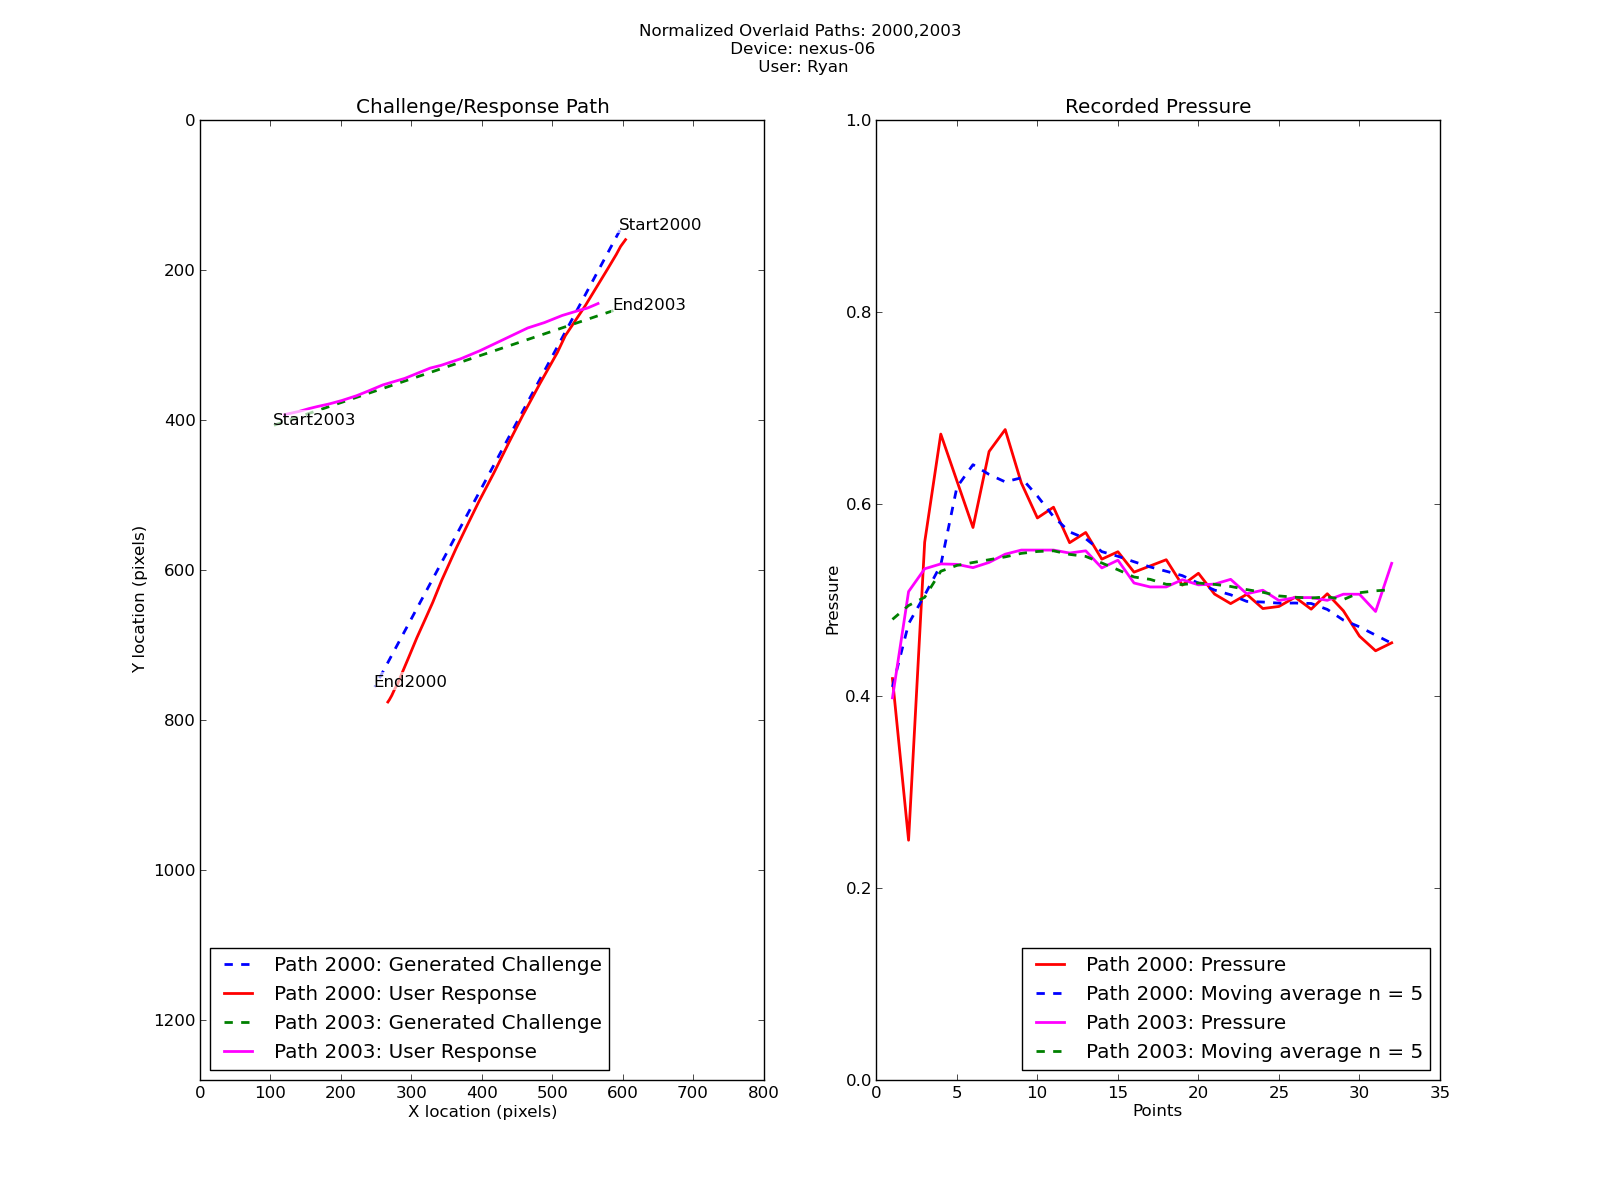 Normalized Overlaid Paths: 2000,2003
Device: nexus-06
User: Ryan
Challenge/Response Path
0
200
400
600
800
1000
1200
Y location (pixels)
Start2000
End2003
Start2003
End2000
Path 2000: Generated Challenge
Path 2000: User Response
Path 2003: Generated Challenge
Path 2003: User Response
0 100 200 300 400 500 600 700 800
X location (pixels)
Recorded Pressure
1.0
0.8
0.6
0.4
0.2
0.0
Pressure
Path 2000: Pressure
Path 2000: Moving average n = 5
Path 2003: Pressure
Path 2003: Moving average n = 5
0 5 10 15 20 25 30 35
Points